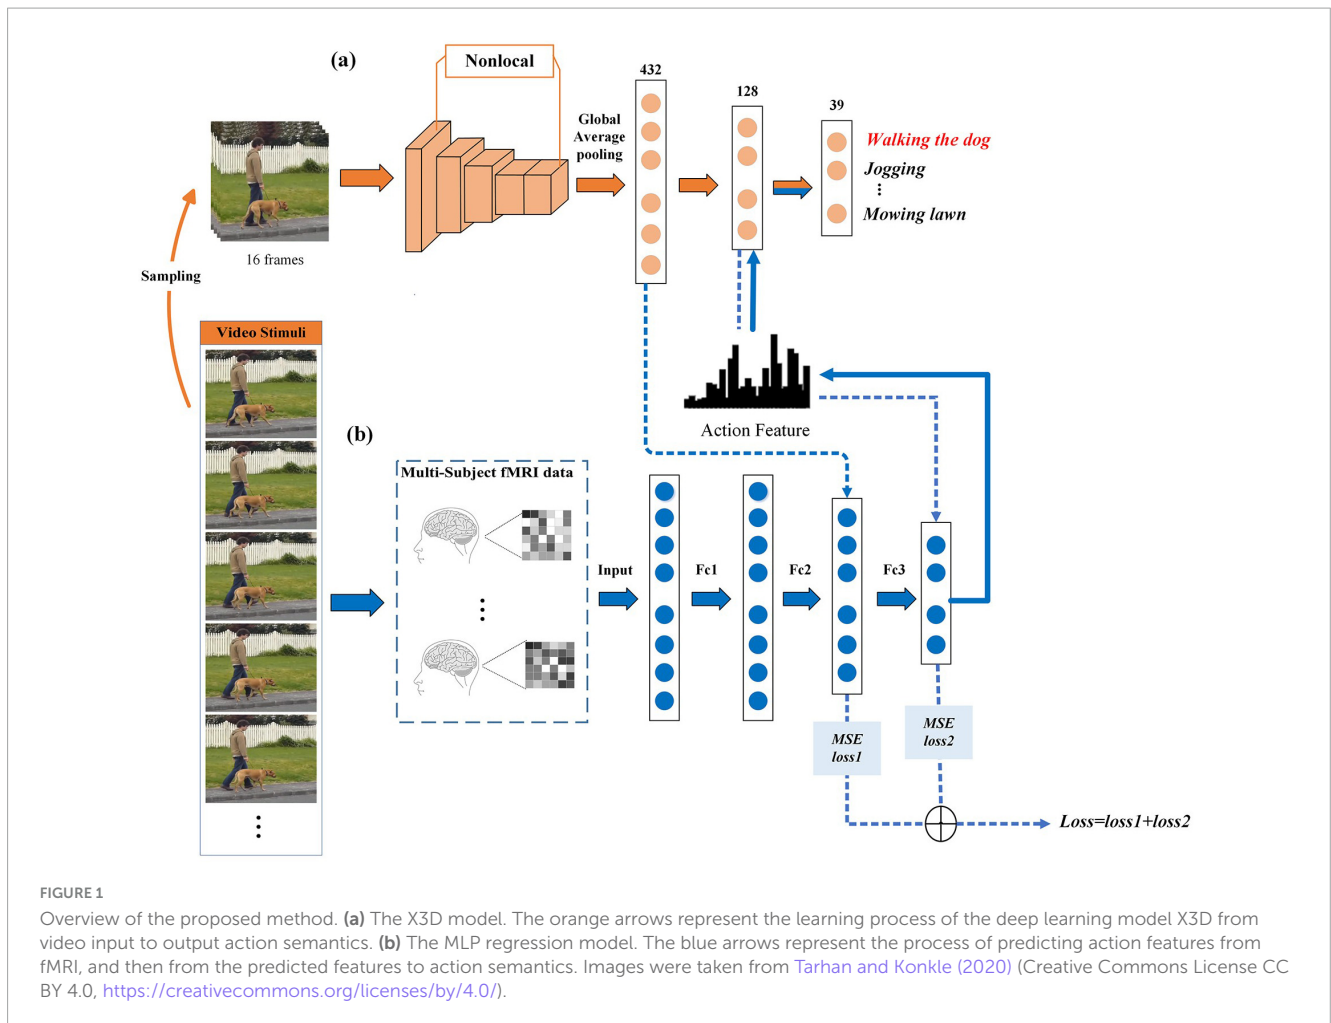 (a)
Nonlocal
432
128
39
Global
Average
pooling
Walking the dog
Jogging
Mowing lawn
16 frames
Sampling
Video Stimuli
Action Feature
(b)
Multi-Subject fMRI data
Input
Fc1
Fc2
Fc3
MSE
loss1
MSE
loss2
Loss=loss1+loss2
FIGURE 1
Overview of the proposed method. (a) The X3D model. The orange arrows represent the learning process of the deep learning model X3D from
video input to output action semantics. (b) The MLP regression model. The blue arrows represent the process of predicting action features from
fMRI, and then from the predicted features to action semantics. Images were taken from Tarhan and Konkle (2020) (Creative Commons License CC
BY 4.0, https://creativecommons.org/licenses/by/4.0/).